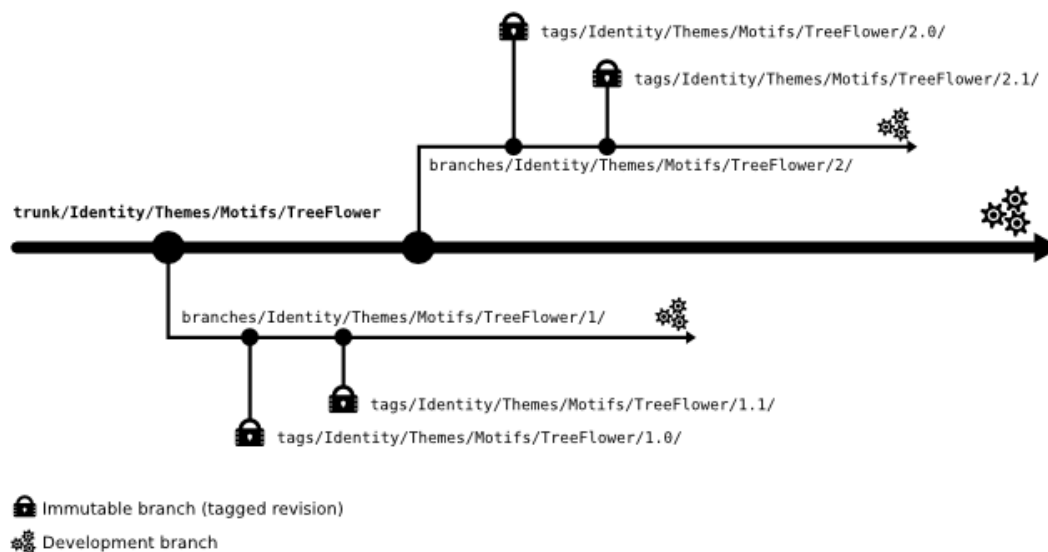 tags/Identity/Themes/Motifs/TreeFlower/2.0/
tags/Identity/Themes/Motifs/TreeFlower/2.1/
branches/Identity/Themes/Motifs/TreeFlower/2/
trunk/Identity/Themes/Motifs/TreeFlower
branches/Identity/Themes/Motifs/TreeFlower/1/
tags/Identity/Themes/Motifs/TreeFlower/1.1/
tags/Identity/Themes/Motifs/TreeFlower/1.0/
Immutable branch (tagged revision)
Development branch